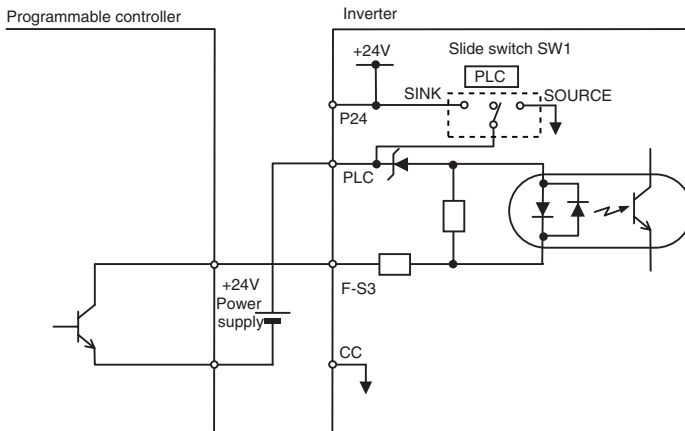 Programmable controller
Inverter
Slide switch SW1
+24V
PLC
SINK
SOURCE
P24
PLC
+24V
Power
supply
F-S3
CC